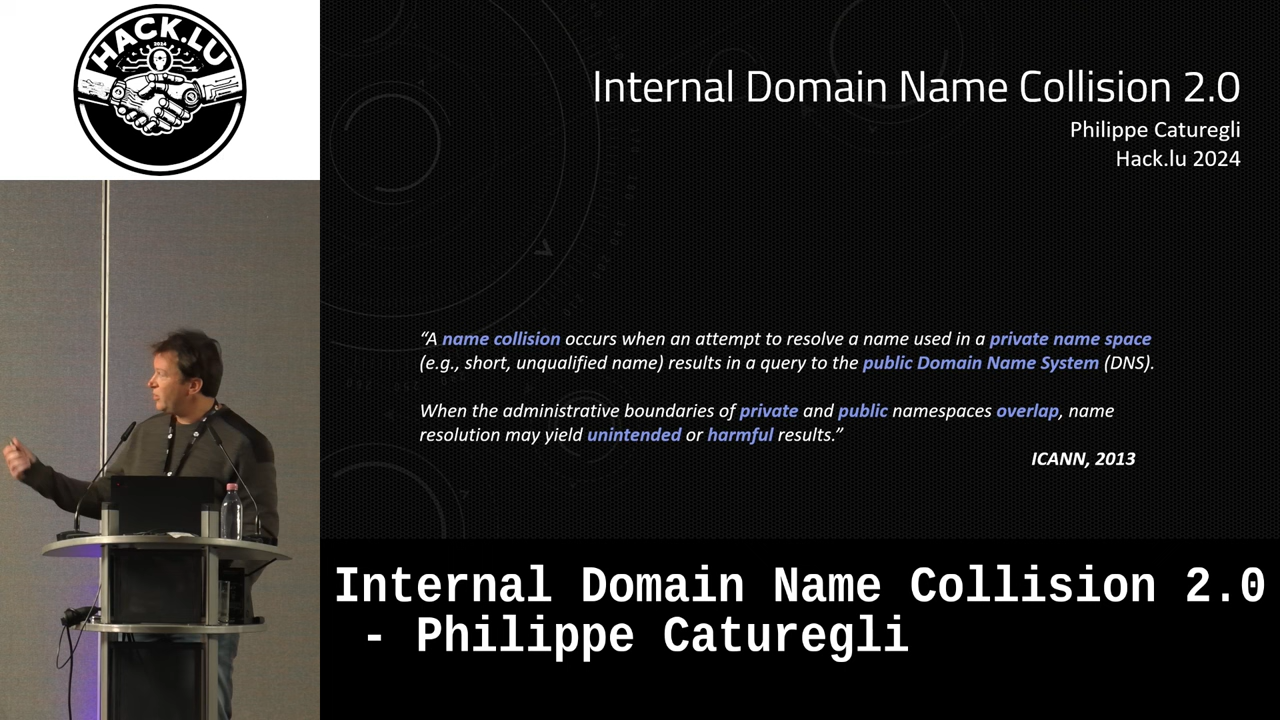 HACK.LU
2024
Internal Domain Name Collision 2.0
Philippe Caturegli
Hack.lu 2024
“A name collision occurs when an attempt to resolve a name used in a private name space
(e.g., short, unqualified name) results in a query to the public Domain Name System (DNS).
When the administrative boundaries of private and public namespaces overlap, name
resolution may yield unintended or harmful results.”
ICANN, 2013
Internal Domain Name Collision 2.0
- Philippe Caturegli